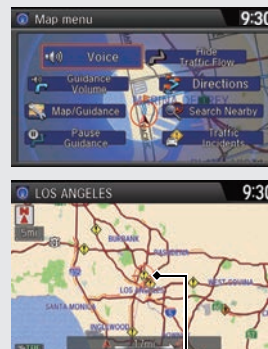 Map menu 9:30
Voice
Hide
Traffic Flow
Guidance
Volume
Directions
Map/Guidance
Search Nearby
Pause
Guidance
Traffic
Incidents
LOS ANGELES 9:30
5mi
BURBANK
PASADENA
LOS ANGELES
WEST COVINA
SANTA MONICA
INGLEWOOD